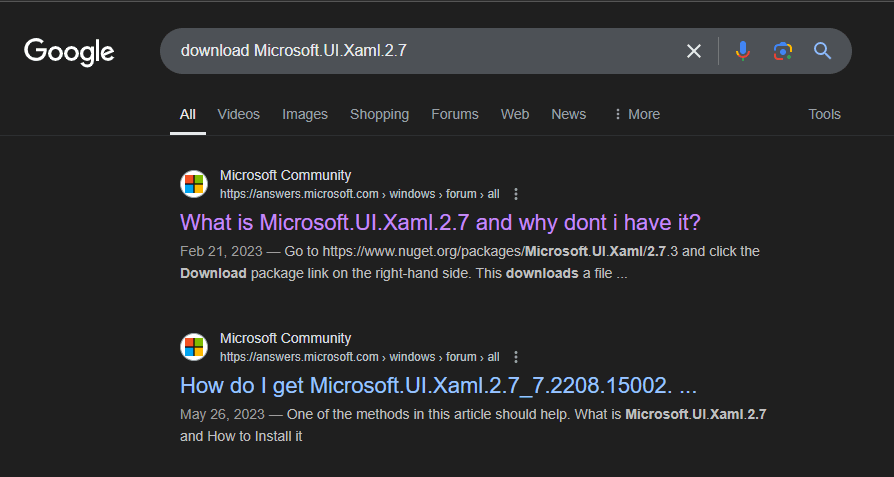 Google
download Microsoft.UI.Xaml.2.7
All Videos Images Shopping Forums Web News More Tools
Microsoft Community
https://answers.microsoft.com › windows › forum › all
What is Microsoft.UI.Xaml.2.7 and why dont i have it?
Feb 21, 2023 — Go to https://www.nuget.org/packages/Microsoft.UI.Xaml/2.7.3 and click the
Download package link on the right-hand side. This downloads a file ...
Microsoft Community
https://answers.microsoft.com › windows › forum › all
How do I get Microsoft.UI.Xaml.2.7_7.2208.15002. ...
May 26, 2023 — One of the methods in this article should help. What is Microsoft.UI.Xaml.2.7
and How to Install it